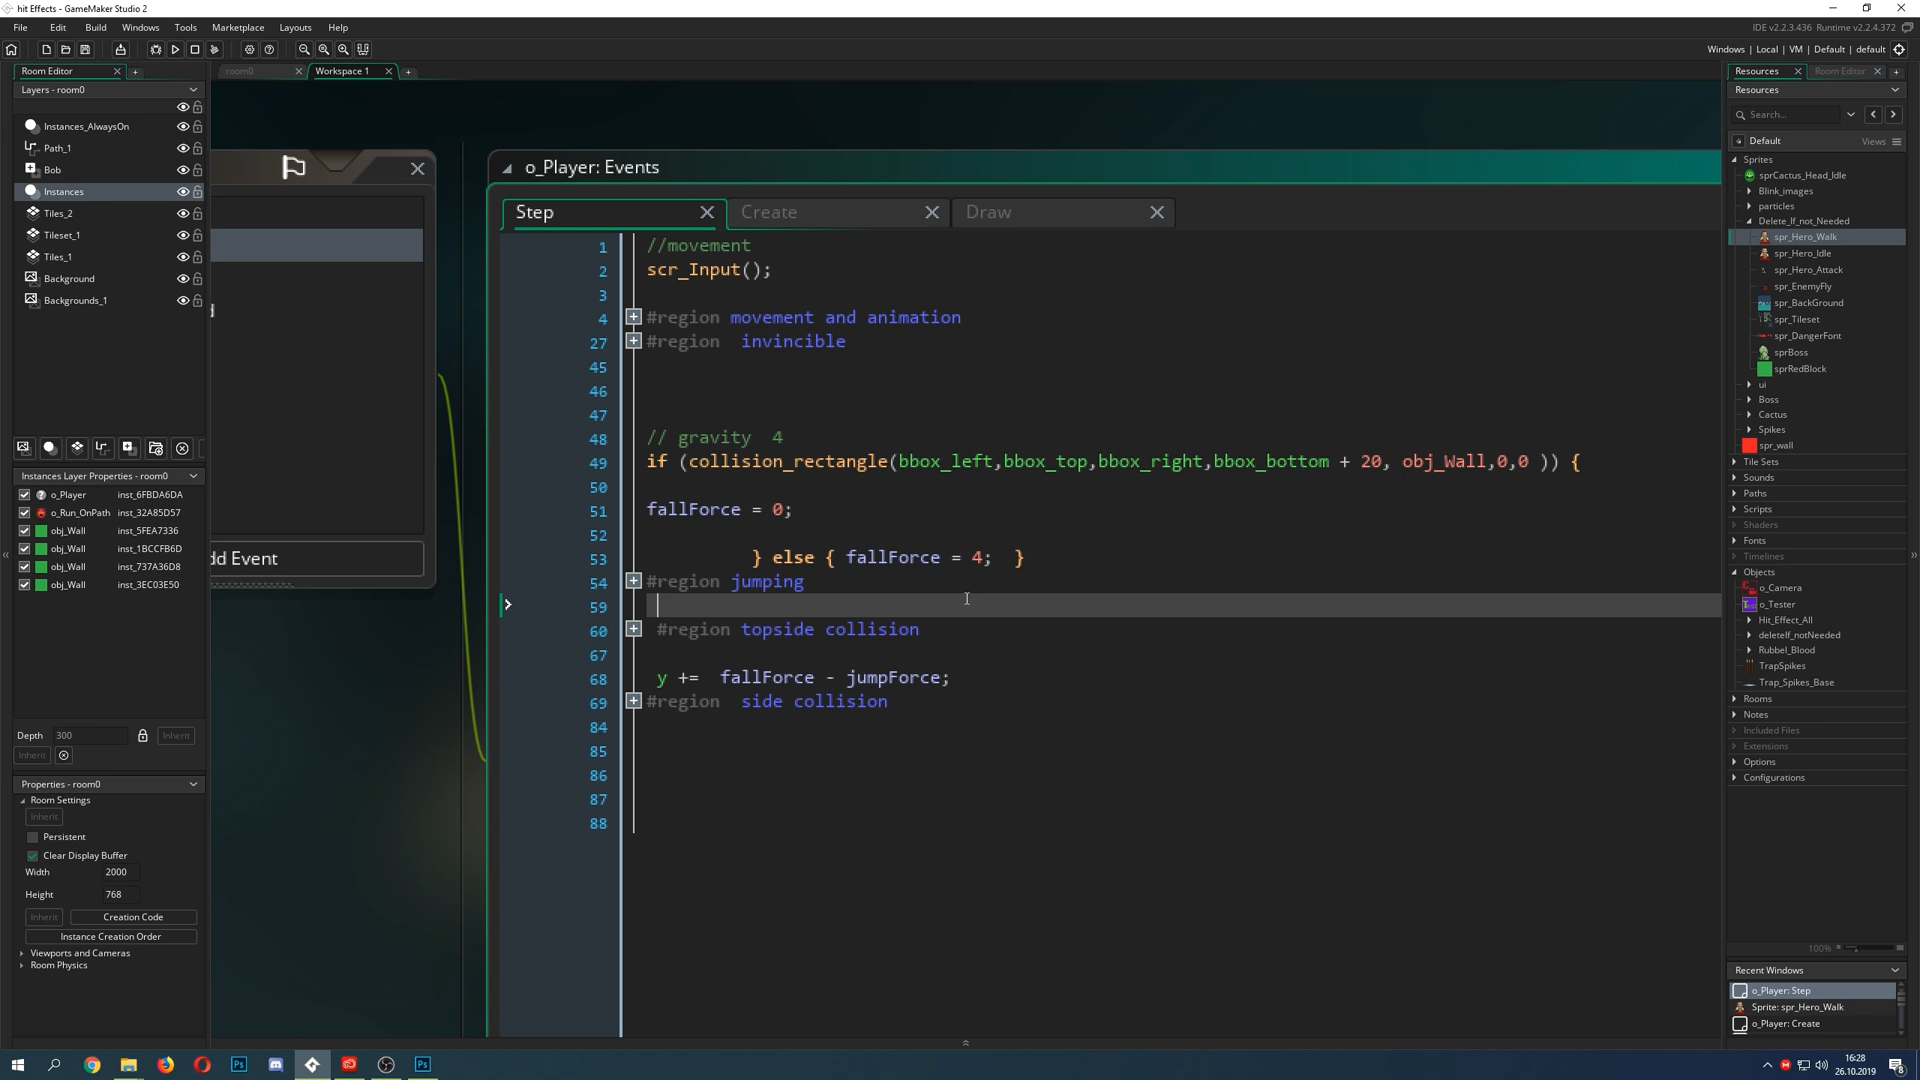 hit Effects - GameMaker Studio 2
File Edit Build Windows Tools Marketplace Layouts Help
IDE v2.2.3.436 Runtime v2.2.4.372
Windows | Local | VM | Default | default
Room Editor
room0
Workspace 1
Resources
Room Editor
Layers - room0
Resources
Instances_AlwaysOn
Path_1
Bob
Instances
Tiles_2
Tileset_1
Tiles_1
Background
Backgrounds_1
Instances Layer Properties - room0
o_Player inst_6FBDA6DA
o_Run_OnPath inst_32A85D57
obj_Wall inst_5FEA7336
obj_Wall inst_1BCCFB6D
obj_Wall inst_737A36D8
obj_Wall inst_3EC03E50
Depth 300 Inherit
Inherit
Properties - room0
Room Settings
Inherit
Persistent
Clear Display Buffer
Width 2000
Height 768
Inherit Creation Code
Instance Creation Order
Viewports and Cameras
Room Physics
d
dd Event
o_Player: Events
Step Create Draw
1 //movement
2 scr_Input();
3
4 #region movement and animation
27 #region invincible
45
46
47
48 // gravity 4
49 if (collision_rectangle(bbox_left,bbox_top,bbox_right,bbox_bottom + 20, obj_Wall,0,0 )) {
50
51 fallForce = 0;
52
53 } else { fallForce = 4; }
54 #region jumping
59
60 #region topside collision
67
68 y += fallForce - jumpForce;
69 #region side collision
84
85
86
87
88
Search...
Default Views
Sprites
sprCactus_Head_Idle
Blink_images
particles
Delete_If_not_Needed
spr_Hero_Walk
spr_Hero_Idle
spr_Hero_Attack
spr_EnemyFly
spr_BackGround
spr_Tileset
spr_DangerFont
sprBoss
sprRedBlock
ui
Boss
Cactus
Spikes
spr_wall
Tile Sets
Sounds
Paths
Scripts
Shaders
Fonts
Timelines
Objects
o_Camera
o_Tester
Hit_Effect_All
deleteIf_notNeeded
Rubbel_Blood
TrapSpikes
Trap_Spikes_Base
Rooms
Notes
Included Files
Extensions
Options
Configurations
100%
Recent Windows
o_Player: Step
Sprite: spr_Hero_Walk
o_Player: Create
16:28
26.10.2019